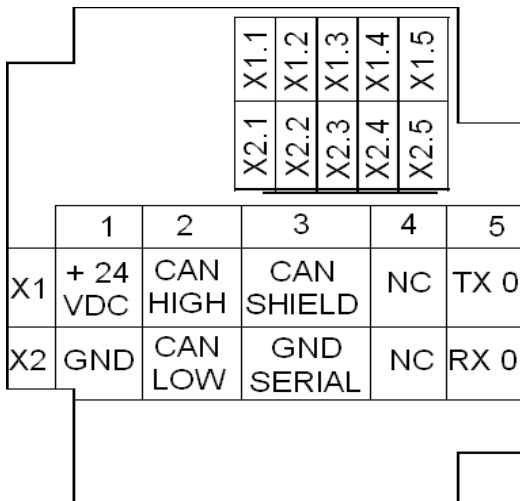 X1.1 X1.2 X1.3 X1.4 X1.5
X2.1 X2.2 X2.3 X2.4 X2.5
1 2 3 4 5
X1 + 24 VDC CAN HIGH CAN SHIELD NC TX 0
X2 GND CAN LOW GND SERIAL NC RX 0